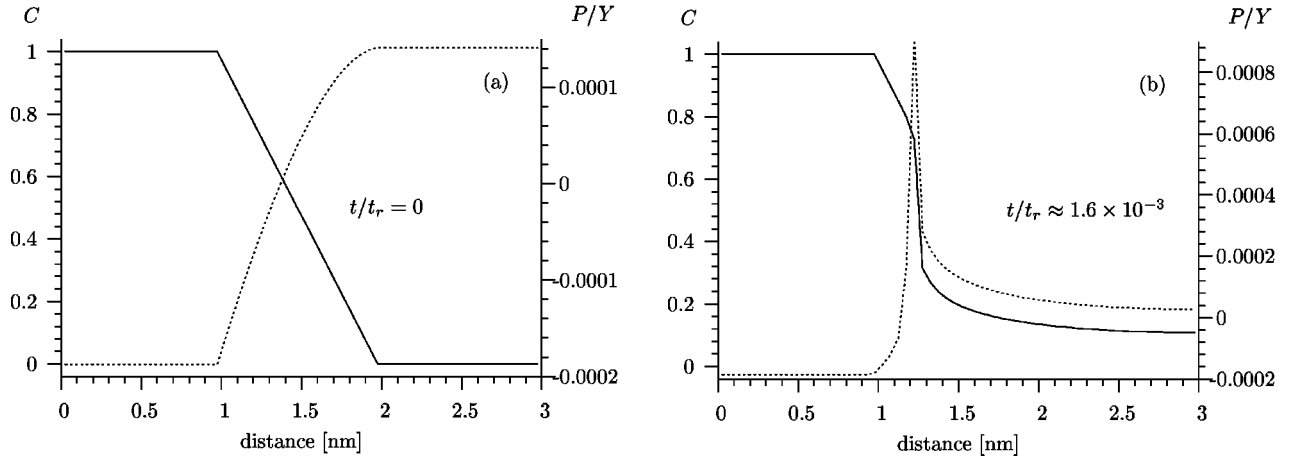 C
P/Y
1
0.8
0.6
0.4
0.2
0
0.0001
0
-0.0001
-0.0002
(a)
t/t_r = 0
0 0.5 1 1.5 2 2.5 3
distance [nm]
C
P/Y
1
0.8
0.6
0.4
0.2
0
0.0008
0.0006
0.0004
0.0002
0
-0.0002
(b)
t/t_r ≈ 1.6 × 10⁻³
0 0.5 1 1.5 2 2.5 3
distance [nm]